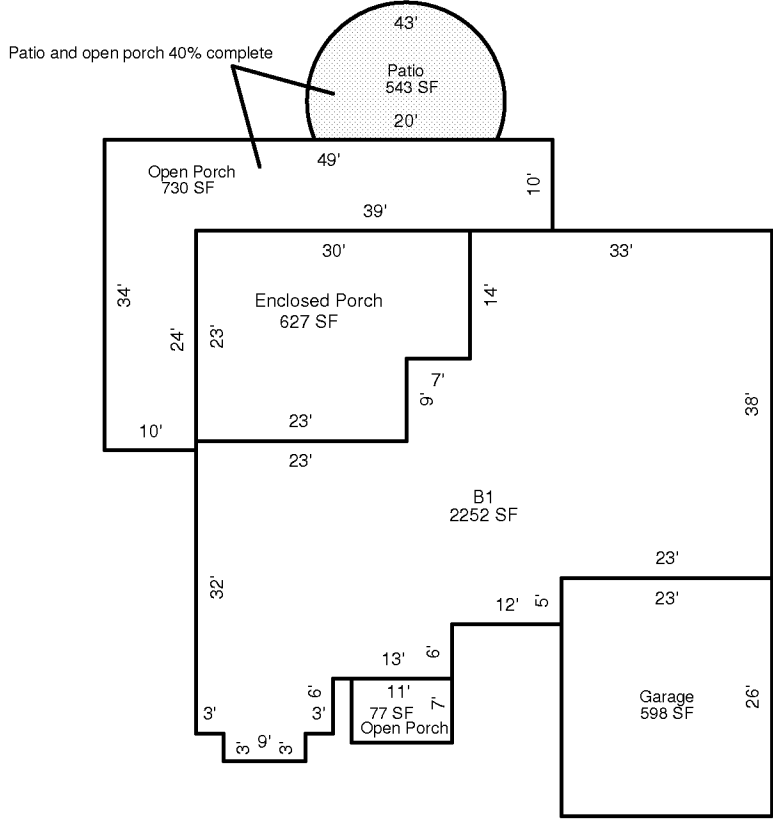 43'
Patio and open porch 40% complete
Patio
543 SF
20'
49'
Open Porch
730 SF
10'
39'
30'
33'
34'
Enclosed Porch
627 SF
14'
24'
23'
7'
9'
38'
23'
10'
23'
B1
2252 SF
23'
32'
12'
5'
23'
13'
6'
6'
11'
7'
77 SF
Open Porch
Garage
598 SF
26'
3'
3'
3'
9'
3'